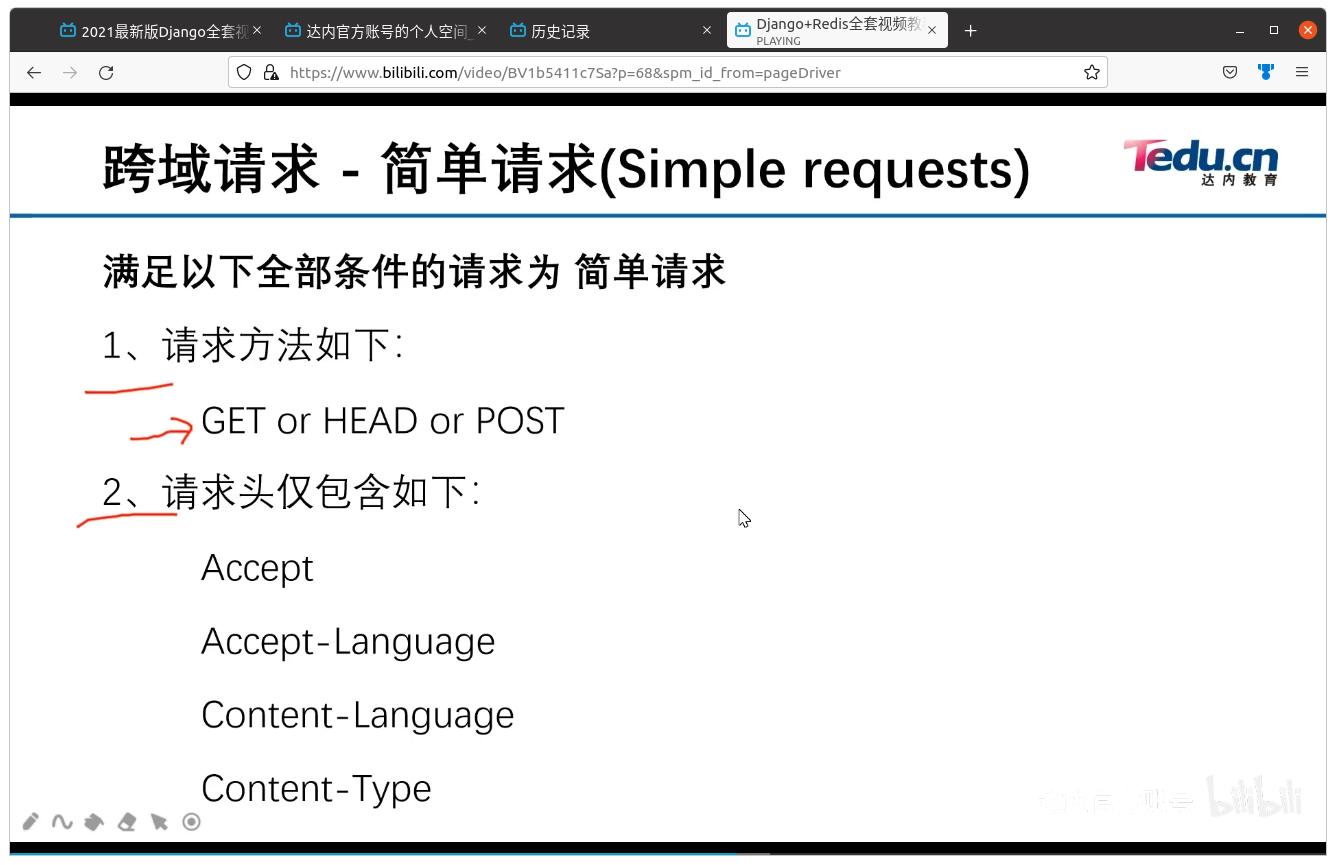 2021最新版Django全套视
达内官方账号的个人空间_
历史记录
Django+Redis全套视频教
PLAYING
https://www.bilibili.com/video/BV1b5411c7Sa?p=68&spm_id_from=pageDriver
跨域请求 - 简单请求(Simple requests)
Tedu.cn
达内教育
满足以下全部条件的请求为 简单请求
1、请求方法如下：
GET or HEAD or POST
2、请求头仅包含如下：
Accept
Accept-Language
Content-Language
Content-Type
bilibili